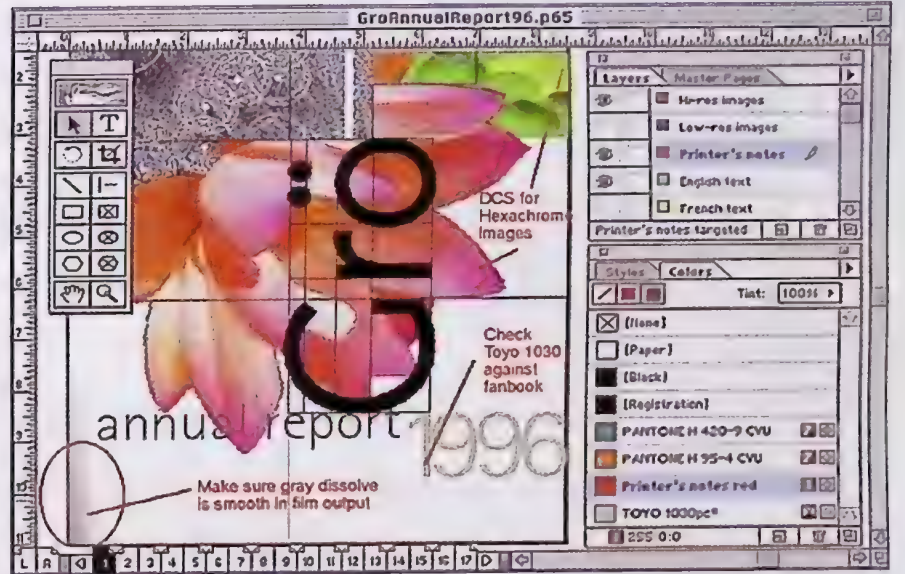 GroAnnualReport96.p65
Layers Master Pages
Hi-res images
Low-res images
Printer's notes
English text
French text
Printer's notes targeted
Styles Colors
Tint: 100%
[None]
[Paper]
[Black]
[Registration]
PANTONE H 420-9 CVU
PANTONE H 95-4 CVU
Printer's notes red
TOYO 1030pc*
255 0:0
T
DCS for
Hexachrome
Images
Grö
Check
Toyo 1030
against
fanbook
annual report 1996
Make sure gray dissolve
is smooth in film output
L R 1 2 3 4 5 6 7 8 9 10 11 12 13 14 15 16 17